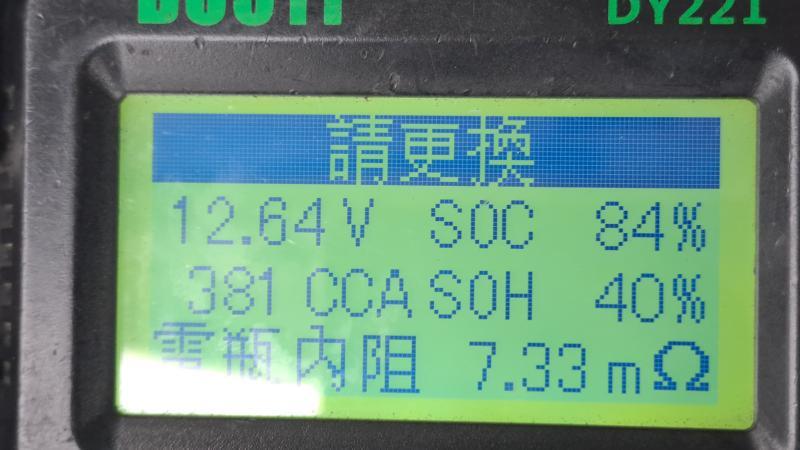 DY221
請更換
12.64V SOC 84%
381 CCA SOH 40%
電瓶內阻 7.33 mΩ